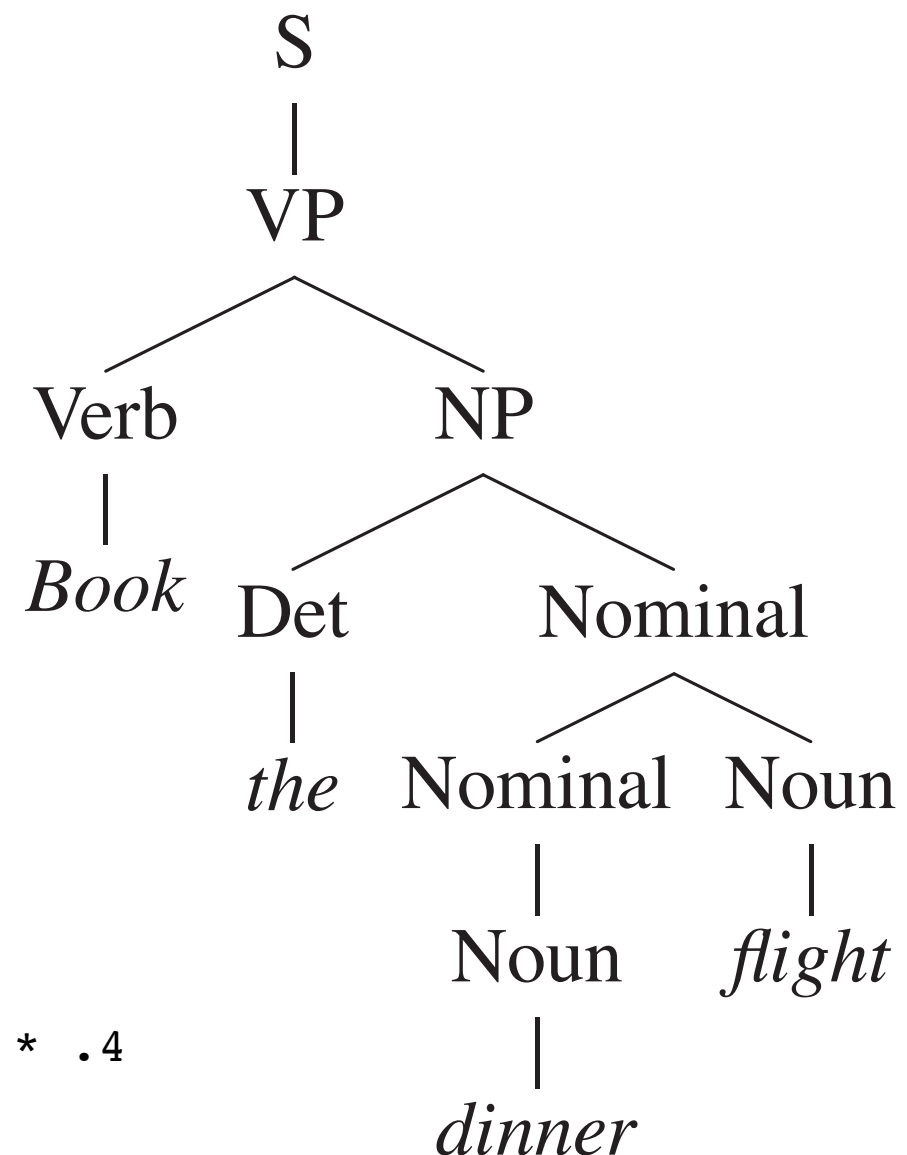 S
VP
Verb NP
Book Det Nominal
the Nominal Noun
Noun flight
* .4
dinner